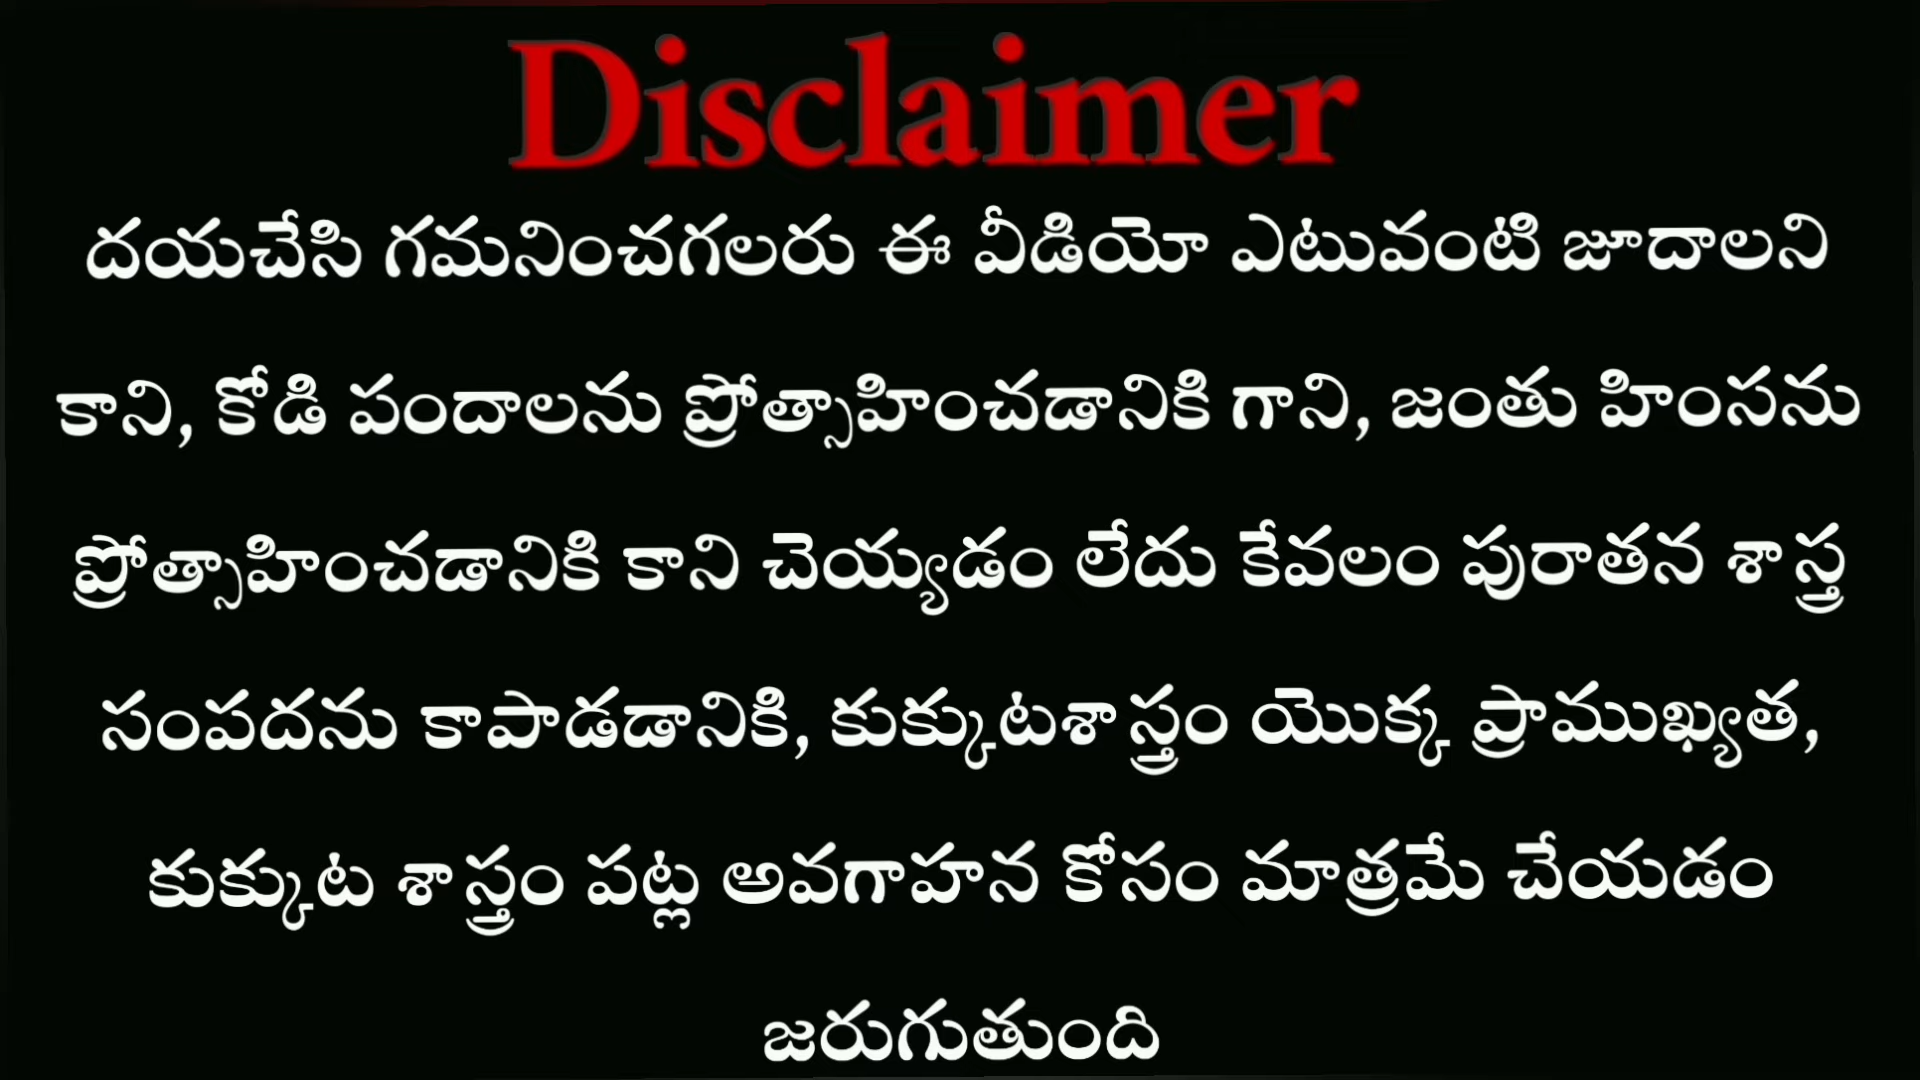 Disclaimer
దయచేసి గమనించగలరు ఈ వీడియో ఎటువంటి జూదాలని
కాని, కోడి పందాలను ప్రోత్సాహించడానికి గాని, జంతు హింసను
ప్రోత్సాహించడానికి కాని చెయ్యడం లేదు కేవలం పురాతన శాస్త్ర
సంపదను కాపాడడానికి, కుక్కుటశాస్త్రం యొక్క ప్రాముఖ్యత,
కుక్కుట శాస్త్రం పట్ల అవగాహన కోసం మాత్రమే చేయడం
జరుగుతుంది